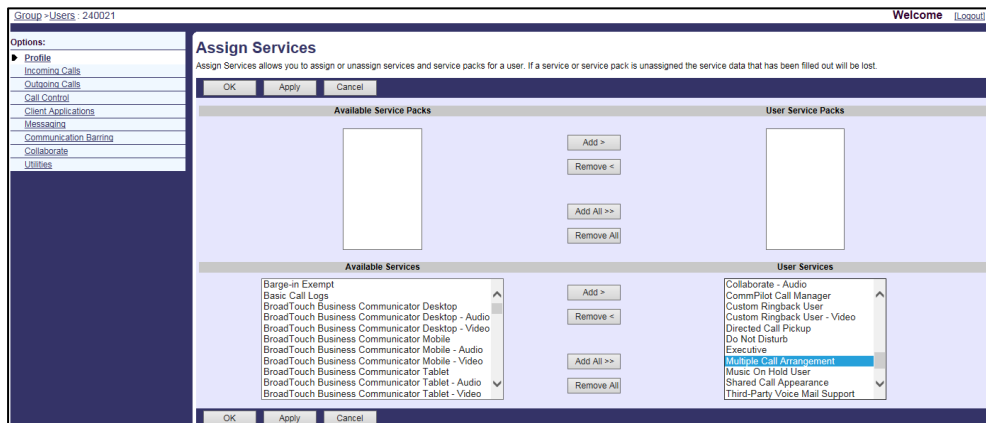 Group >Users : 240021
Welcome [Logout]
Options:
Profile
Incoming Calls
Outgoing Calls
Call Control
Client Applications
Messaging
Communication Barring
Collaborate
Utilities
Assign Services
Assign Services allows you to assign or unassign services and service packs for a user. If a service or service pack is unassigned the service data that has been filled out will be lost.
OK Apply Cancel
Available Service Packs User Service Packs
Add >
Remove <
Add All >>
Remove All
Available Services User Services
Barge-in Exempt
Basic Call Logs
BroadTouch Business Communicator Desktop
BroadTouch Business Communicator Desktop - Audio
BroadTouch Business Communicator Desktop - Video
BroadTouch Business Communicator Mobile
BroadTouch Business Communicator Mobile - Audio
BroadTouch Business Communicator Mobile - Video
BroadTouch Business Communicator Tablet
BroadTouch Business Communicator Tablet - Audio
BroadTouch Business Communicator Tablet - Video
Add >
Remove <
Add All >>
Remove All
Collaborate - Audio
CommPilot Call Manager
Custom Ringback User
Custom Ringback User - Video
Directed Call Pickup
Do Not Disturb
Executive
Multiple Call Arrangement
Music On Hold User
Shared Call Appearance
Third-Party Voice Mail Support
OK Apply Cancel